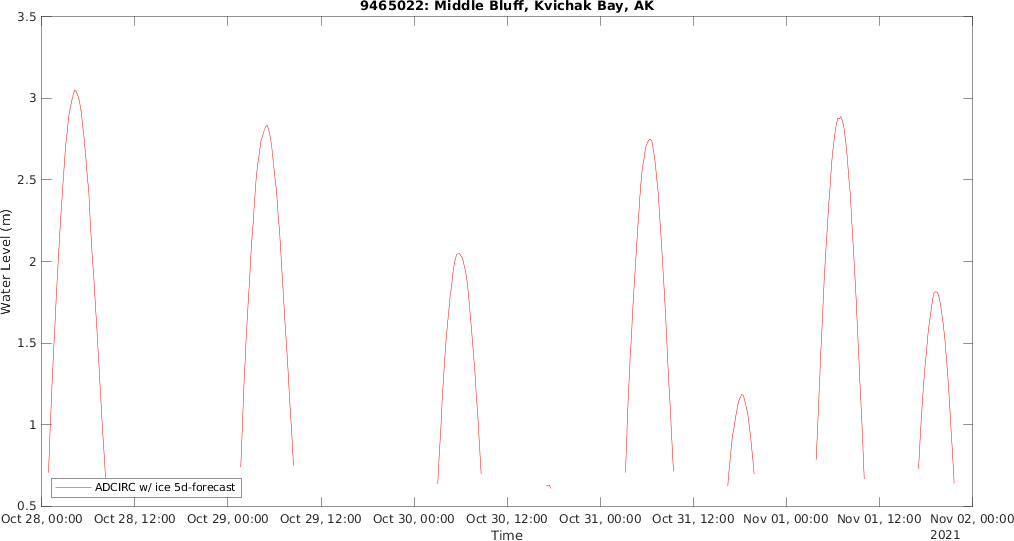 9465022: Middle Bluff, Kvichak Bay, AK
3.5
3
2.5
2
1.5
1
0.5
Water Level (m)
ADCIRC w/ ice 5d-forecast
Oct 28, 00:00 Oct 28, 12:00 Oct 29, 00:00 Oct 29, 12:00 Oct 30, 00:00 Oct 30, 12:00 Oct 31, 00:00 Oct 31, 12:00 Nov 01, 00:00 Nov 01, 12:00 Nov 02, 00:00
Time
2021